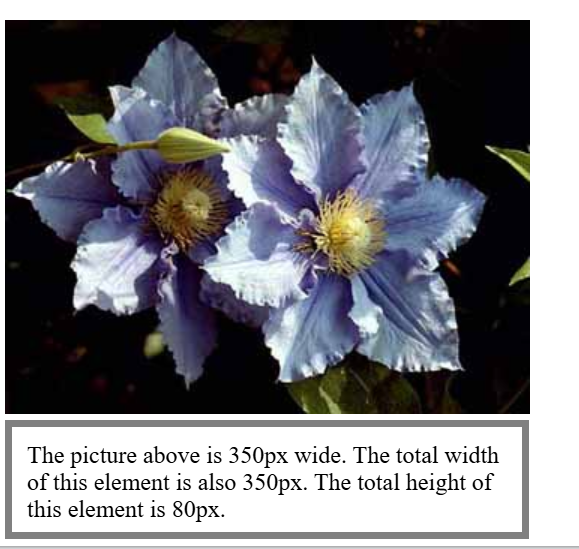 The picture above is 350px wide. The total width
of this element is also 350px. The total height of
this element is 80px.